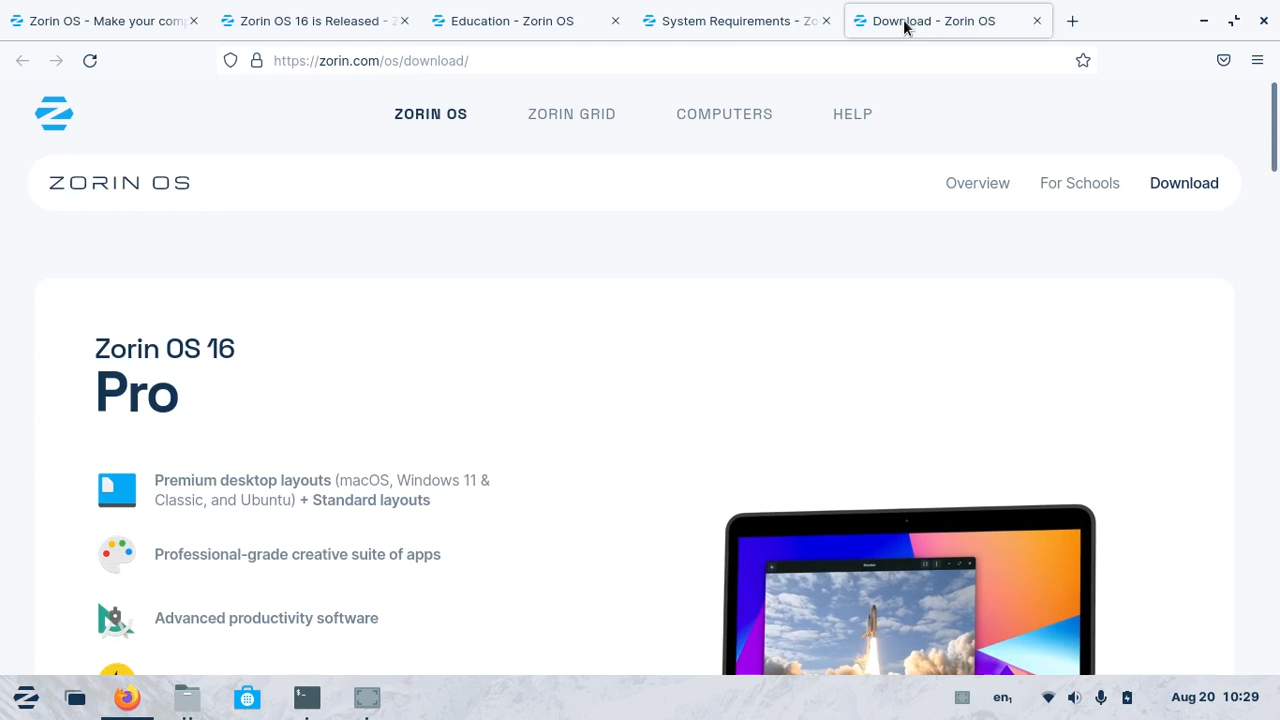 Zorin OS - Make your com
Zorin OS 16 is Released -
Education - Zorin OS
System Requirements - Zo
Download - Zorin OS
https://zorin.com/os/download/
ZORIN OS
ZORIN GRID
COMPUTERS
HELP
ZORIN OS
Overview
For Schools
Download
Zorin OS 16
Pro
Premium desktop layouts (macOS, Windows 11 &
Classic, and Ubuntu) + Standard layouts
Professional-grade creative suite of apps
Advanced productivity software
en₁
Aug 20 10:29